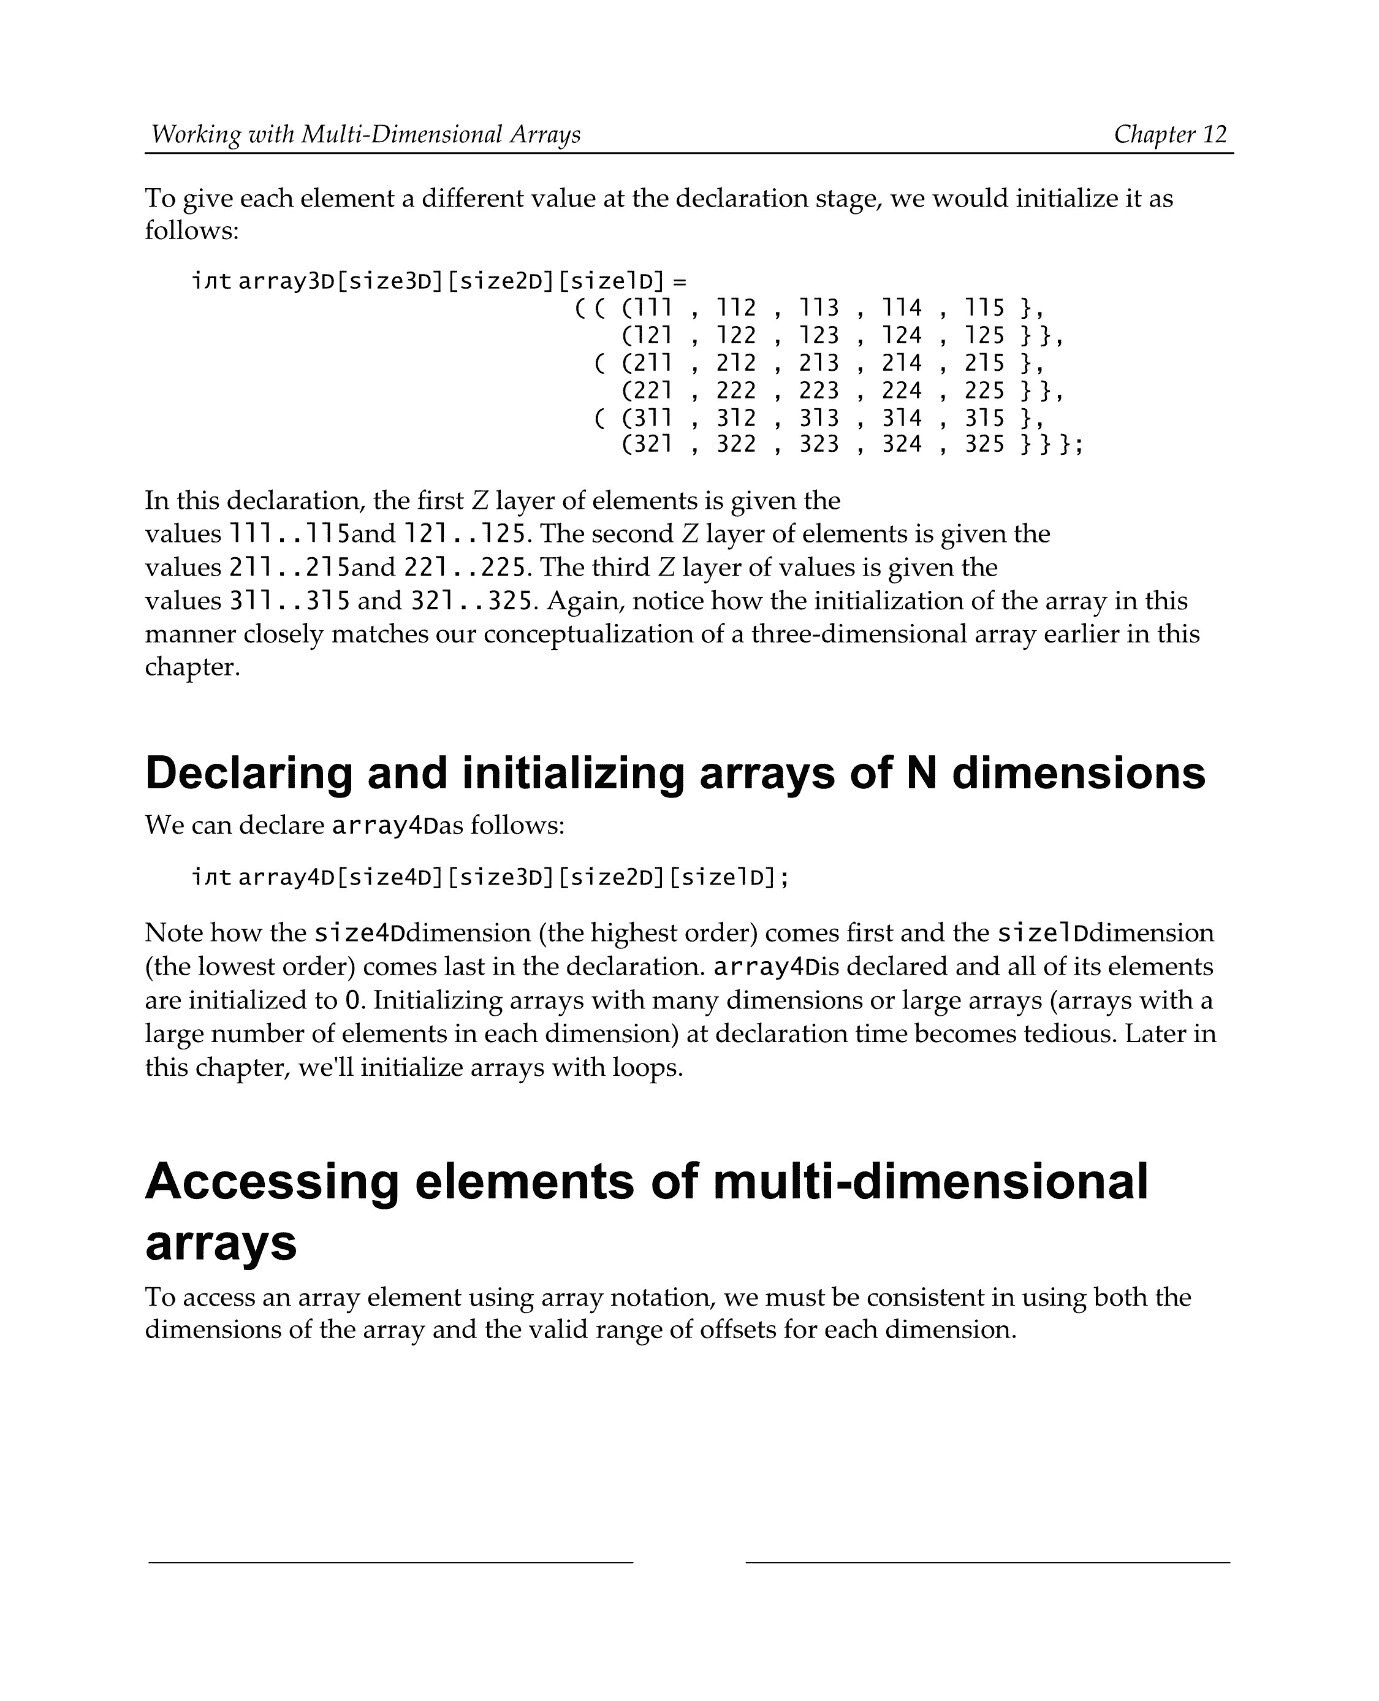 Working with Multi-Dimensional Arrays Chapter 12
To give each element a different value at the declaration stage, we would initialize it as
follows:
iлt array3D[size3D][size2D][size1D] =
( ( (111 , 112 , 113 , 114 , 115 },
(121 , 122 , 123 , 124 , 125 } },
( (211 , 212 , 213 , 214 , 215 },
(221 , 222 , 223 , 224 , 225 } },
( (311 , 312 , 313 , 314 , 315 },
(321 , 322 , 323 , 324 , 325 } } };
In this declaration, the first Z layer of elements is given the
values 111..115and 121..125. The second Z layer of elements is given the
values 211..215and 221..225. The third Z layer of values is given the
values 311..315 and 321..325. Again, notice how the initialization of the array in this
manner closely matches our conceptualization of a three-dimensional array earlier in this
chapter.
Declaring and initializing arrays of N dimensions
We can declare array4Das follows:
iлt array4D[size4D][size3D][size2D][size1D];
Note how the size4Ddimension (the highest order) comes first and the size1Ddimension
(the lowest order) comes last in the declaration. array4Dis declared and all of its elements
are initialized to 0. Initializing arrays with many dimensions or large arrays (arrays with a
large number of elements in each dimension) at declaration time becomes tedious. Later in
this chapter, we'll initialize arrays with loops.
Accessing elements of multi-dimensional
arrays
To access an array element using array notation, we must be consistent in using both the
dimensions of the array and the valid range of offsets for each dimension.